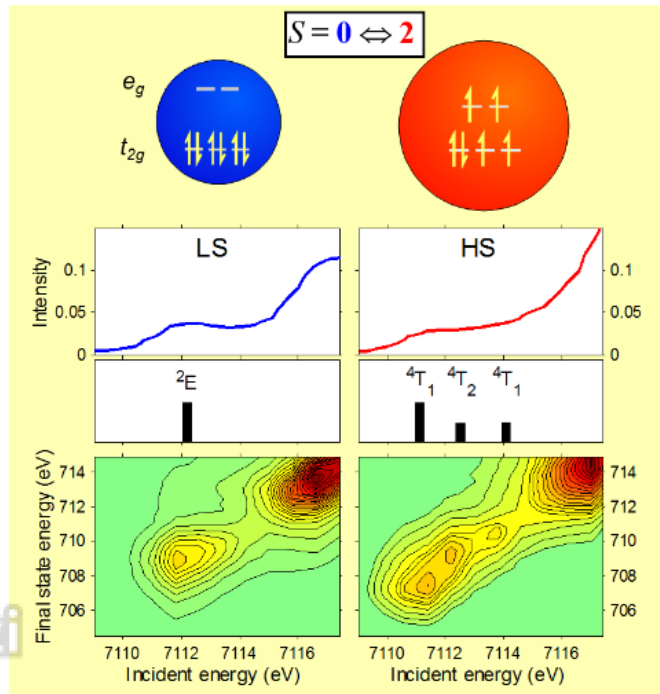 S = 0 ⇔ 2
e_g
t_2g
LS
HS
Intensity
0.1
0.05
0
0.1
0.05
0
²E
⁴T₁ ⁴T₂ ⁴T₁
Final state energy (eV)
714
712
710
708
706
714
712
710
708
706
7110 7112 7114 7116
7110 7112 7114 7116
Incident energy (eV)
Incident energy (eV)